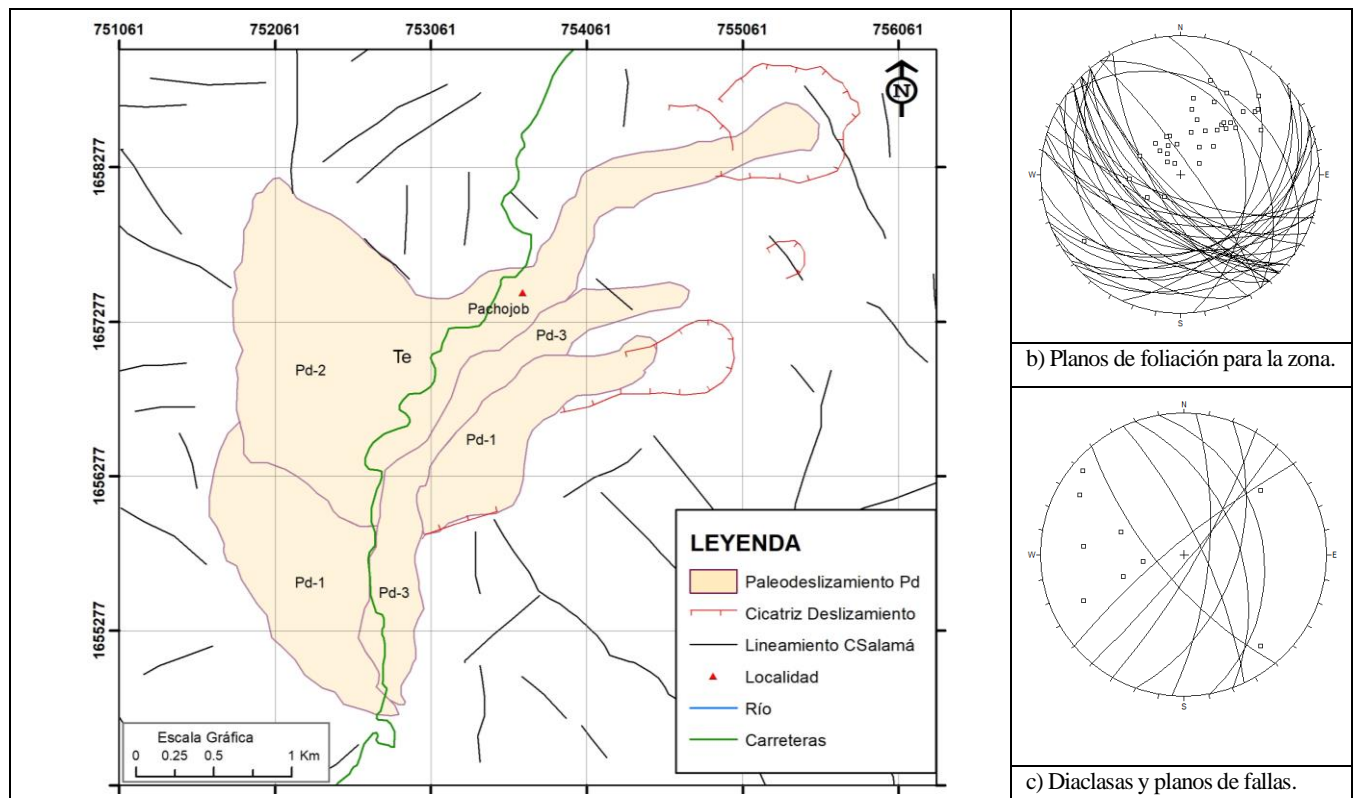 751061 752061 753061 754061 755061 756061
N
1658277
1657277
1656277
1655277
Pachojob
Pd-3
Te
Pd-2
Pd-1
Pd-1
Pd-3
LEYENDA
Paleodeslizamiento Pd
Cicatriz Deslizamiento
Lineamiento CSalamá
Localidad
Río
Carreteras
Escala Gráfica
0 0.25 0.5 1 Km
N
W
E
S
b) Planos de foliación para la zona.
N
W
E
S
c) Diaclasas y planos de fallas.